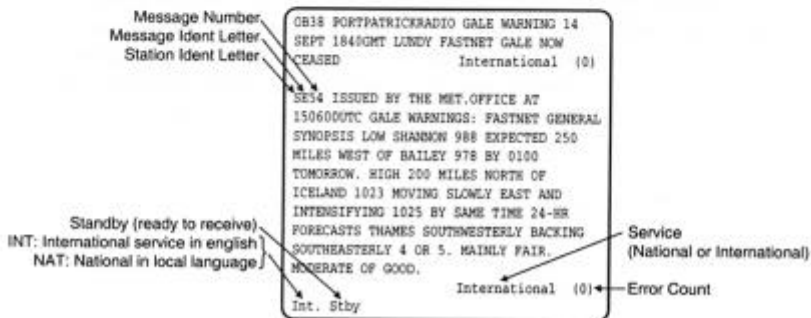 Message Number
Message Ident Letter
Station Ident Letter
OB38 PORTPATRICKRADIO GALE WARNING 14
SEPT 1840GMT LUNDY FASTNET GALE NOW
CEASED International (0)
SE54 ISSUED BY THE MET.OFFICE AT
150600UTC GALE WARNINGS: FASTNET GENERAL
SYNOPSIS LOW SHANNON 988 EXPECTED 250
MILES WEST OF BAILEY 978 BY 0100
TOMORROW. HIGH 200 MILES NORTH OF
ICELAND 1023 MOVING SLOWLY EAST AND
INTENSIFYING 1025 BY SAME TIME 24-HR
FORECASTS THAMES SOUTHWESTERLY BACKING
SOUTHEASTERLY 4 OR 5. MAINLY FAIR.
MODERATE OF GOOD.
International (0)
Int. Stby
Standby (ready to receive)
INT: International service in english
NAT: National in local language
Service
(National or International)
Error Count